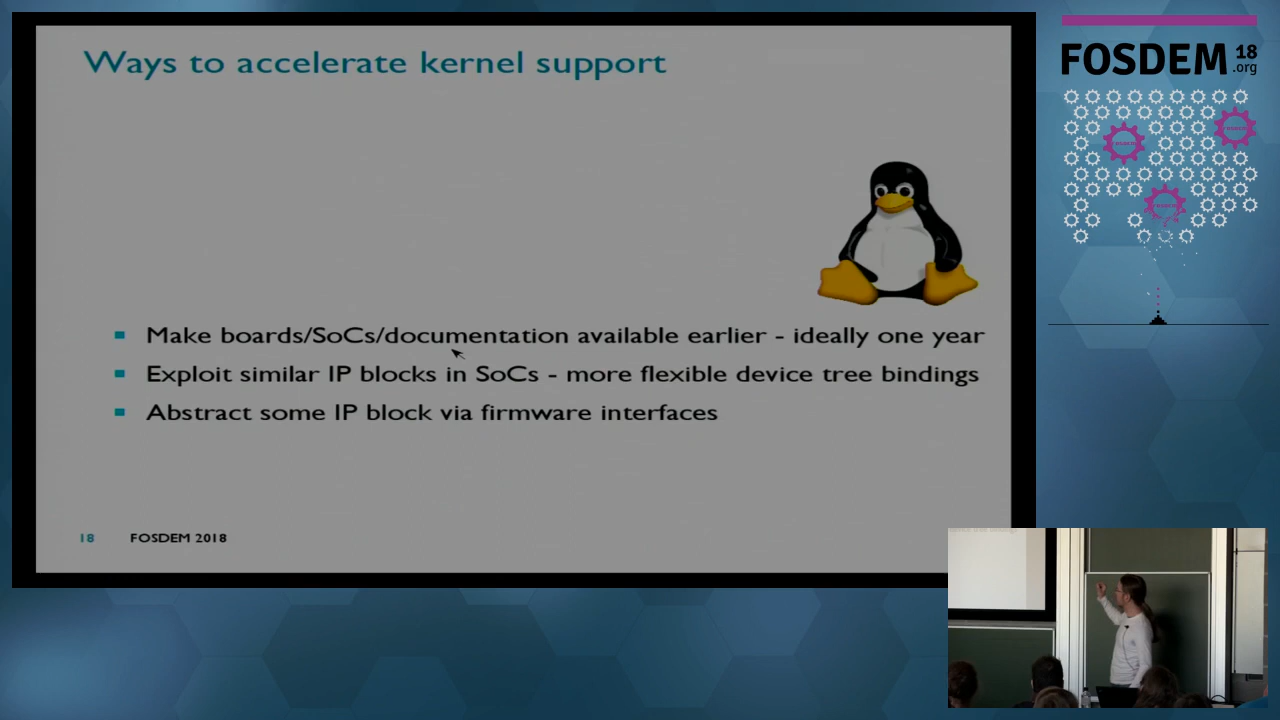 Ways to accelerate kernel support
Make boards/SoCs/documentation available earlier - ideally one year
Exploit similar IP blocks in SoCs - more flexible device tree bindings
Abstract some IP block via firmware interfaces
18 FOSDEM 2018
FOSDEM 18
.org